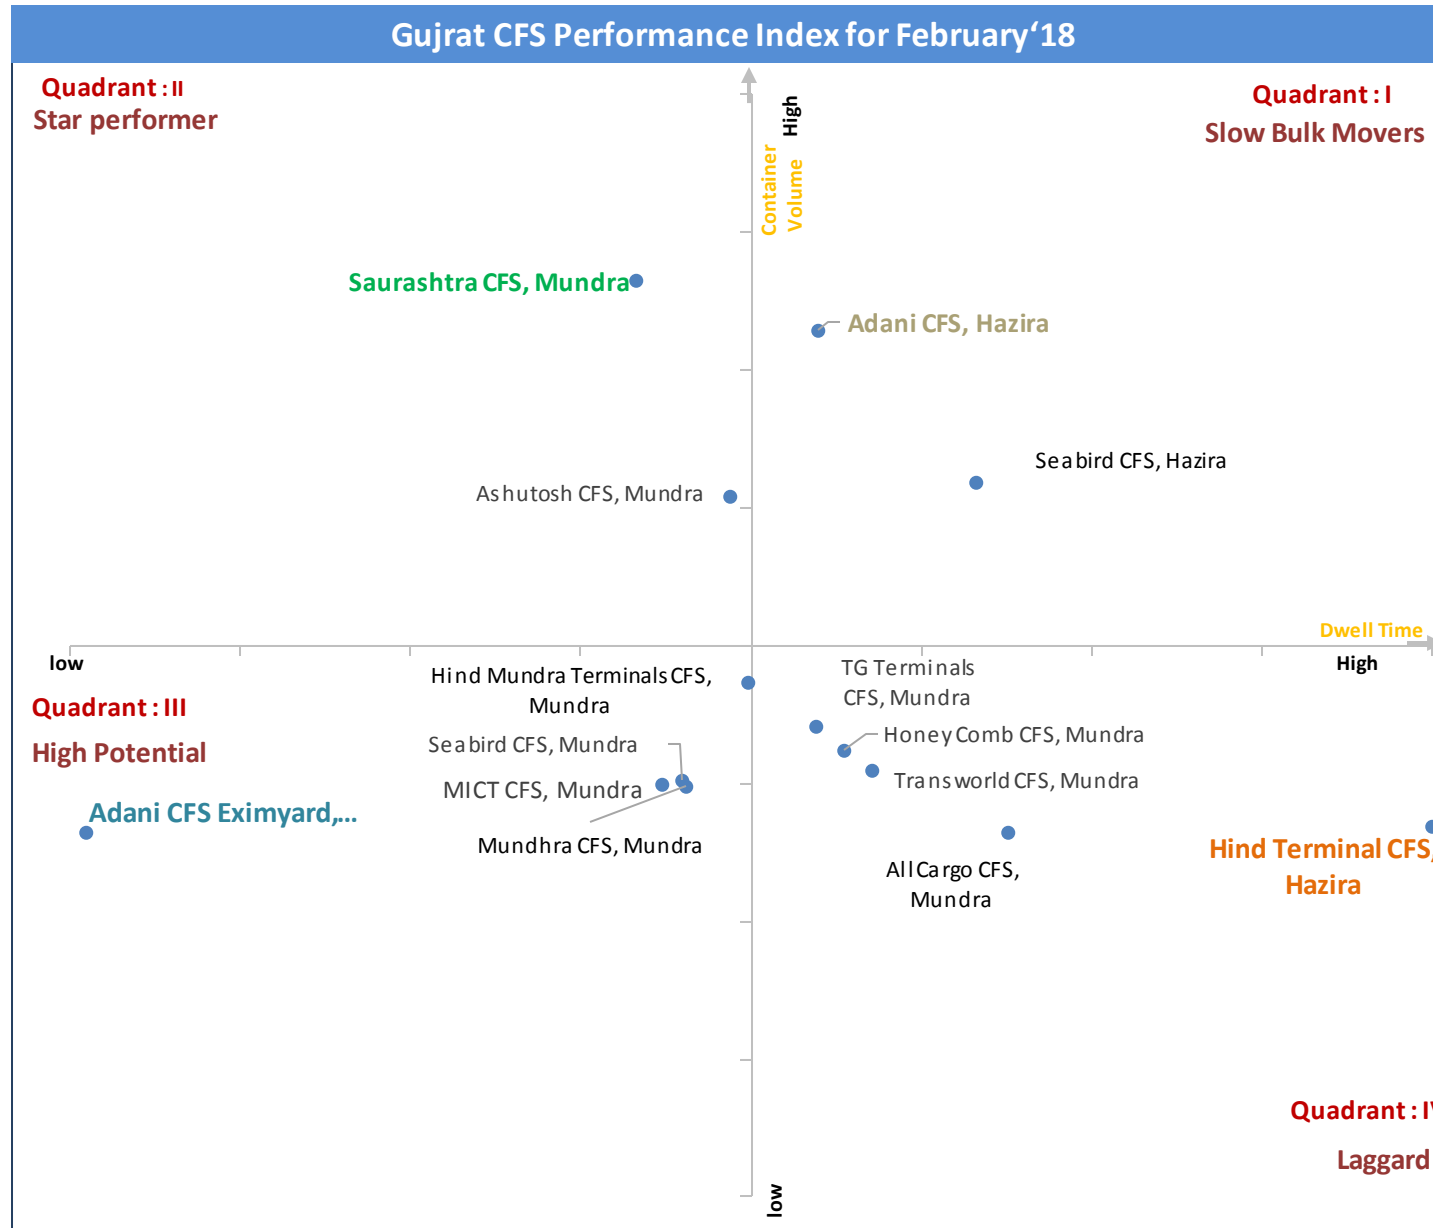 Gujrat CFS Performance Index for February‘18
Quadrant : II
Star performer
Quadrant : I
Slow Bulk Movers
High
Container
Volume
Saurashtra CFS, Mundra
Adani CFS, Hazira
Seabird CFS, Hazira
Ashutosh CFS, Mundra
Dwell Time
low
High
Hind Mundra Terminals CFS,
Mundra
TG Terminals
CFS, Mundra
Quadrant : III
High Potential
Seabird CFS, Mundra
Honey Comb CFS, Mundra
MICT CFS, Mundra
Transworld CFS, Mundra
Adani CFS Eximyard,...
Mundhra CFS, Mundra
All Cargo CFS,
Mundra
Hind Terminal CFS,
Hazira
Quadrant : IV
Laggard
low